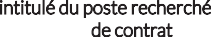 intitulé du poste recherché
de contrat